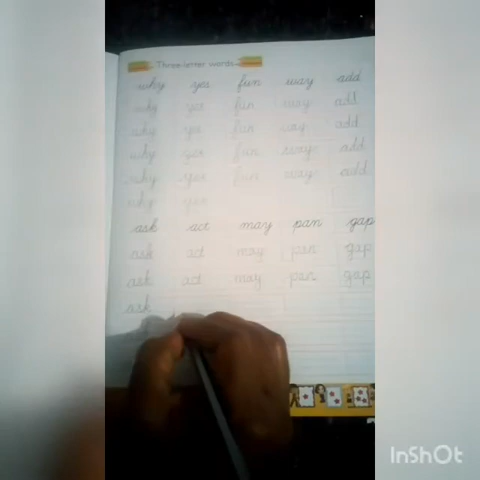 Three letter words
why yes fun way add
why yes fun way add
why yes fun way add
why yes fun way add
why yes fun way add
why yes
ask act may pan gap
ask act may pan gap
ask act may pan gap
ask
InShOt